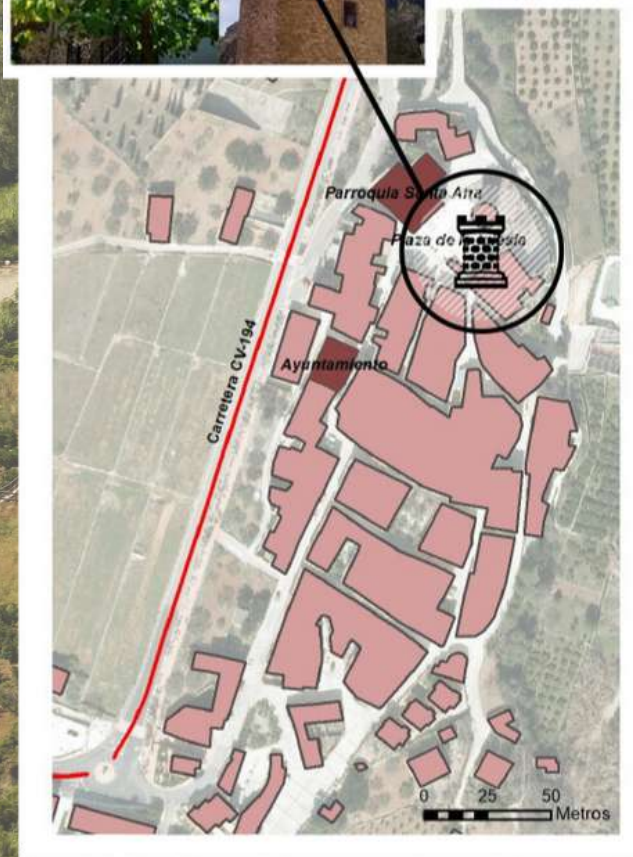 Parroquia Santa Ana
Plaza de
Carretera CV-194
Ayuntamiento
0 25 50
Metros